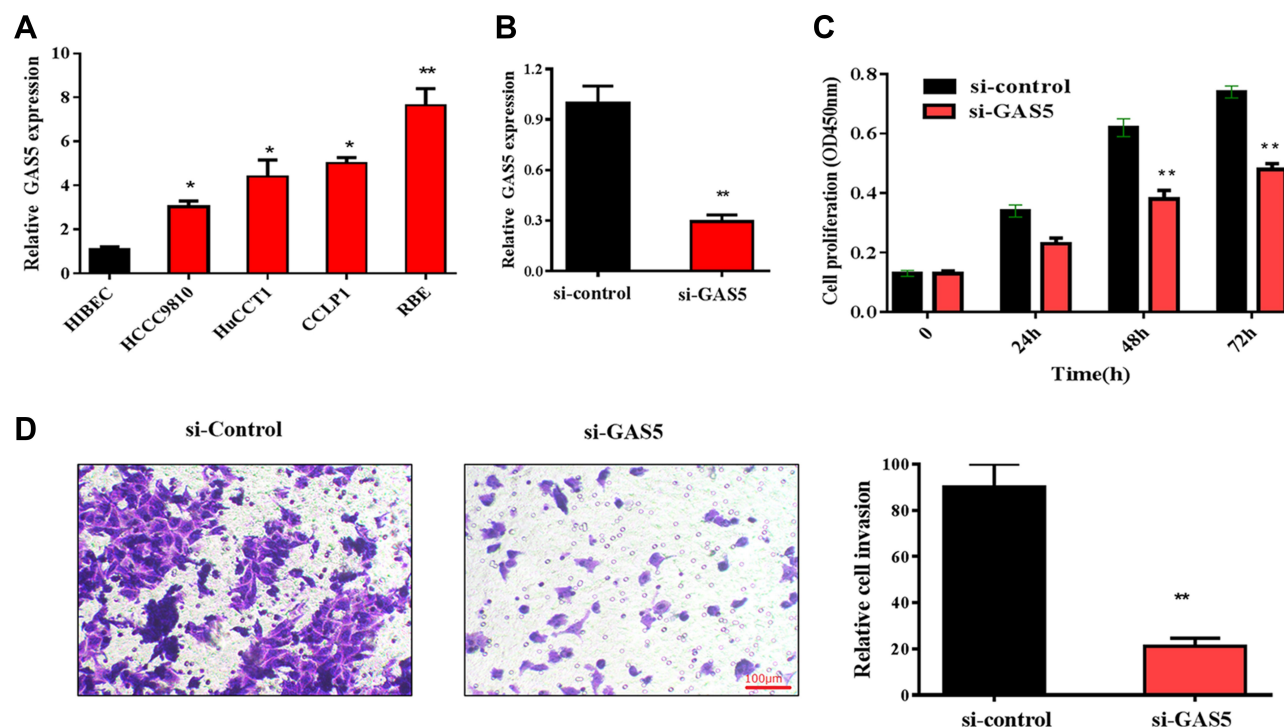 A
Relative GAS5 expression
10
8
6
4
2
0
*
*
*
**
HIBEC
HCCC9810
HuCCT1
CCLP1
RBE
B
Relative GAS5 expression
1.2
0.9
0.6
0.3
0.0
**
si-control
si-GAS5
C
Cell proliferation (OD450nm)
0.8
0.6
0.4
0.2
0.0
si-control
si-GAS5
**
**
0
24h
48h
72h
Time(h)
D
si-Control
si-GAS5
100μm
Relative cell invasion
100
80
60
40
20
0
**
si-control
si-GAS5